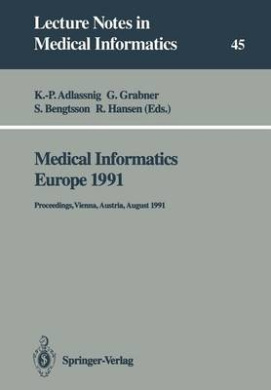 Lecture Notes in
Medical Informatics 45
K.-P. Adlassnig G. Grabner
S. Bengtsson R. Hansen (Eds.)
Medical Informatics
Europe 1991
Proceedings, Vienna, Austria, August 1991
Springer-Verlag